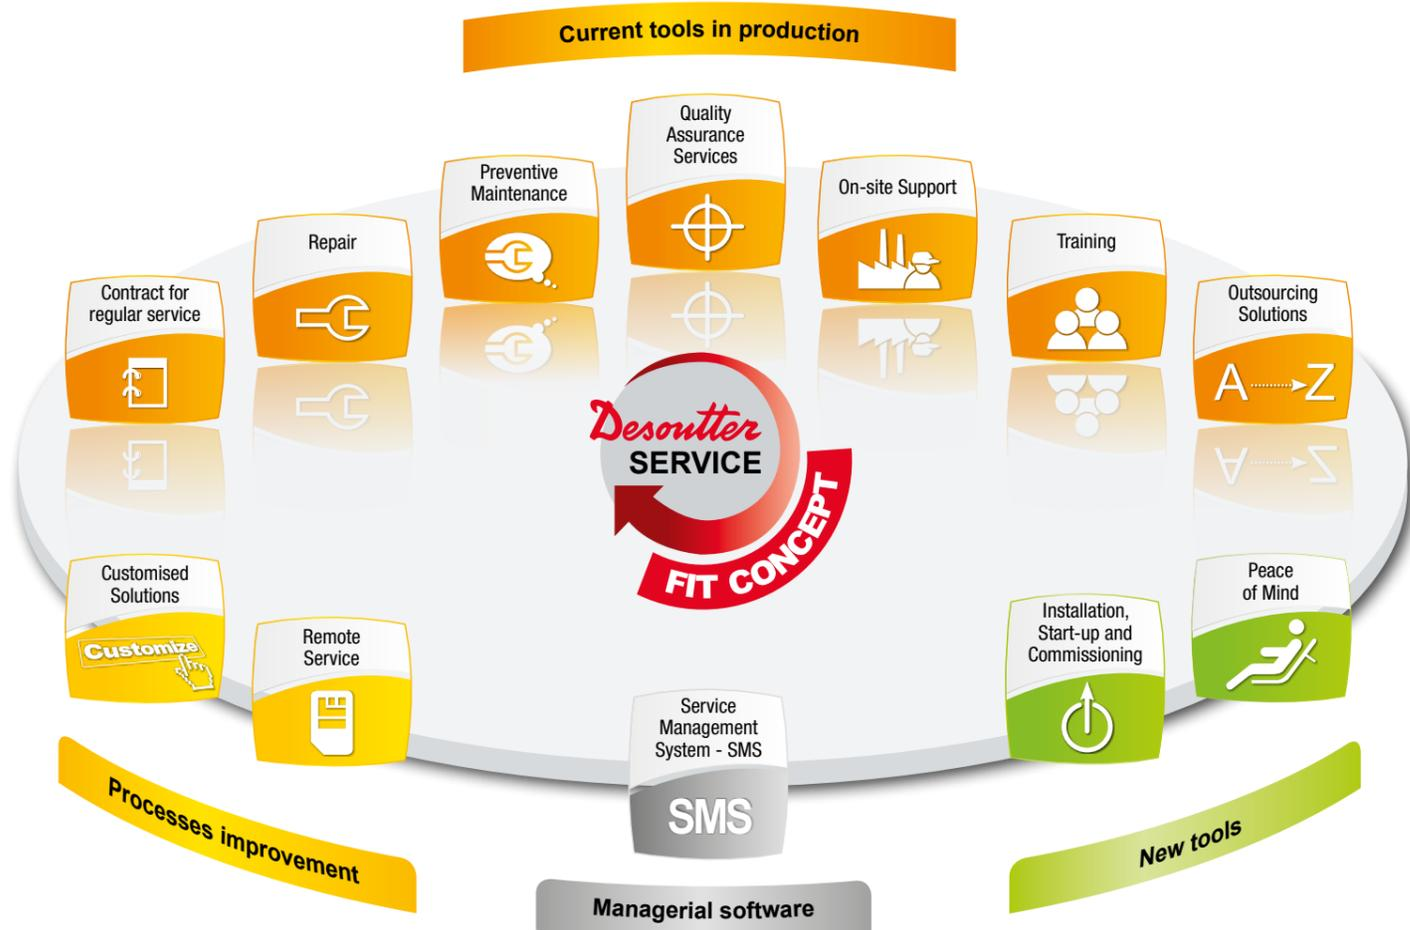 Current tools in production
Quality
Assurance
Services
Preventive
Maintenance
On-site Support
Repair
Training
Contract for
regular service
Outsourcing
Solutions
A
Z
Desoutter
SERVICE
FIT CONCEPT
Customised
Solutions
Customize
Remote
Service
Service
Management
System - SMS
SMS
Installation,
Start-up and
Commissioning
Peace
of Mind
Processes improvement
Managerial software
New tools